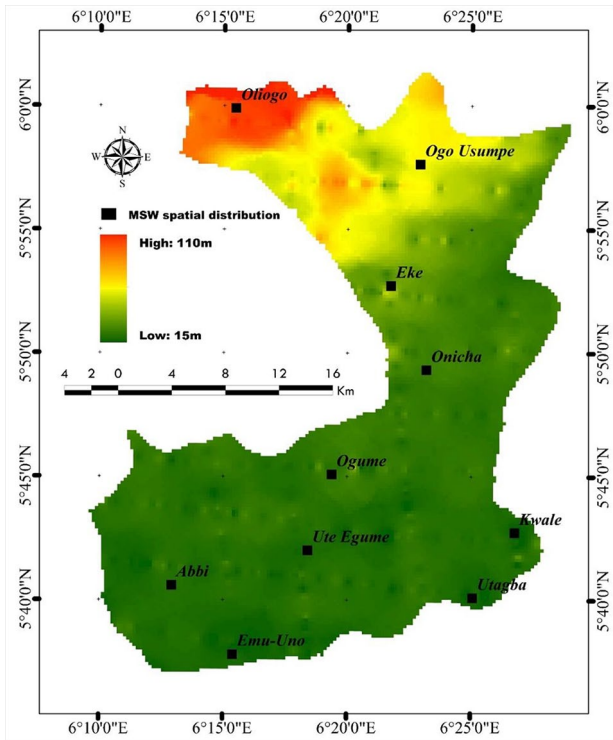 6°10'0"E 6°15'0"E 6°20'0"E 6°25'0"E
6°0'0"N 6°0'0"N
Oliogo
N
W E
S
Ogo Usumpe
MSW spatial distribution
High: 110m
5°55'0"N 5°55'0"N
Eke
Low: 15m
5°50'0"N 5°50'0"N
Onicha
4 2 0 4 8 12 16
Km
Ogume
5°45'0"N 5°45'0"N
Kwale
Ute Egume
Abbi
Utagba
5°40'0"N 5°40'0"N
Emu-Uno
6°10'0"E 6°15'0"E 6°20'0"E 6°25'0"E